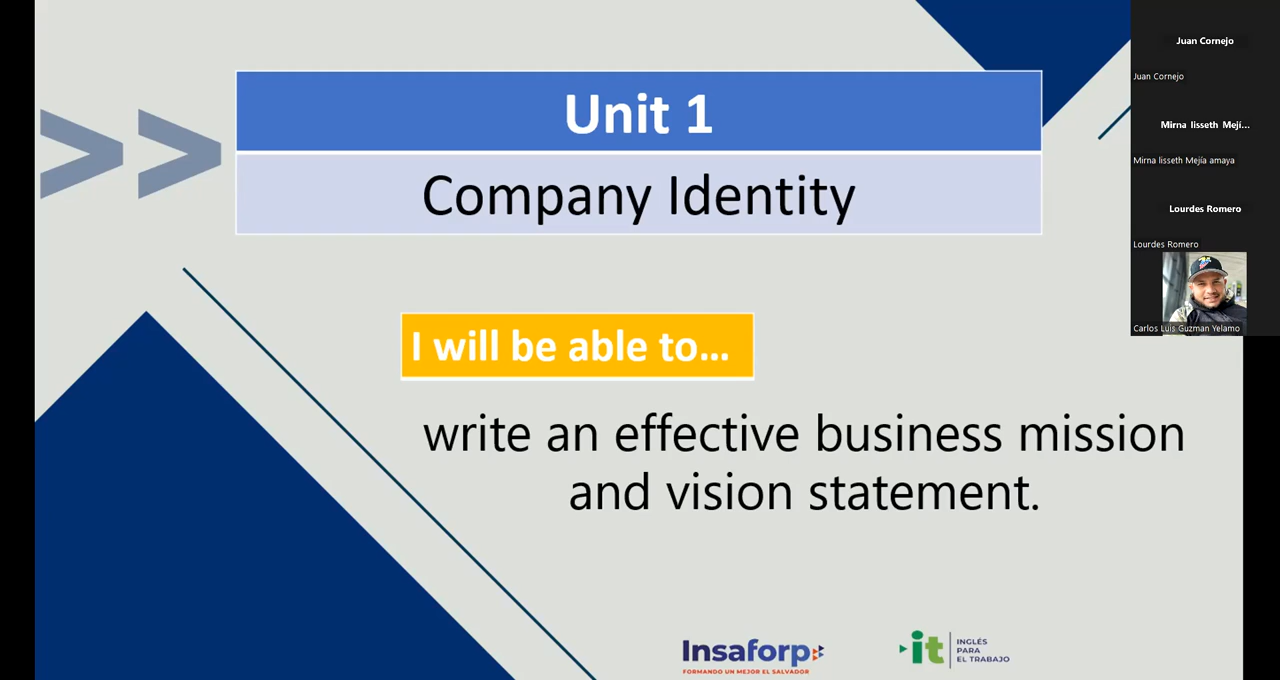 >>
Unit 1
Company Identity
I will be able to...
write an effective business mission
and vision statement.
Insaforp
FORMANDO UN MEJOR EL SALVADOR
it
INGLÉS
PARA
EL TRABAJO
Juan Cornejo
Juan Cornejo
Mirna lisseth Mejí...
Mirna lisseth Mejía amaya
Lourdes Romero
Lourdes Romero
Carlos Luis Guzman Yelamo